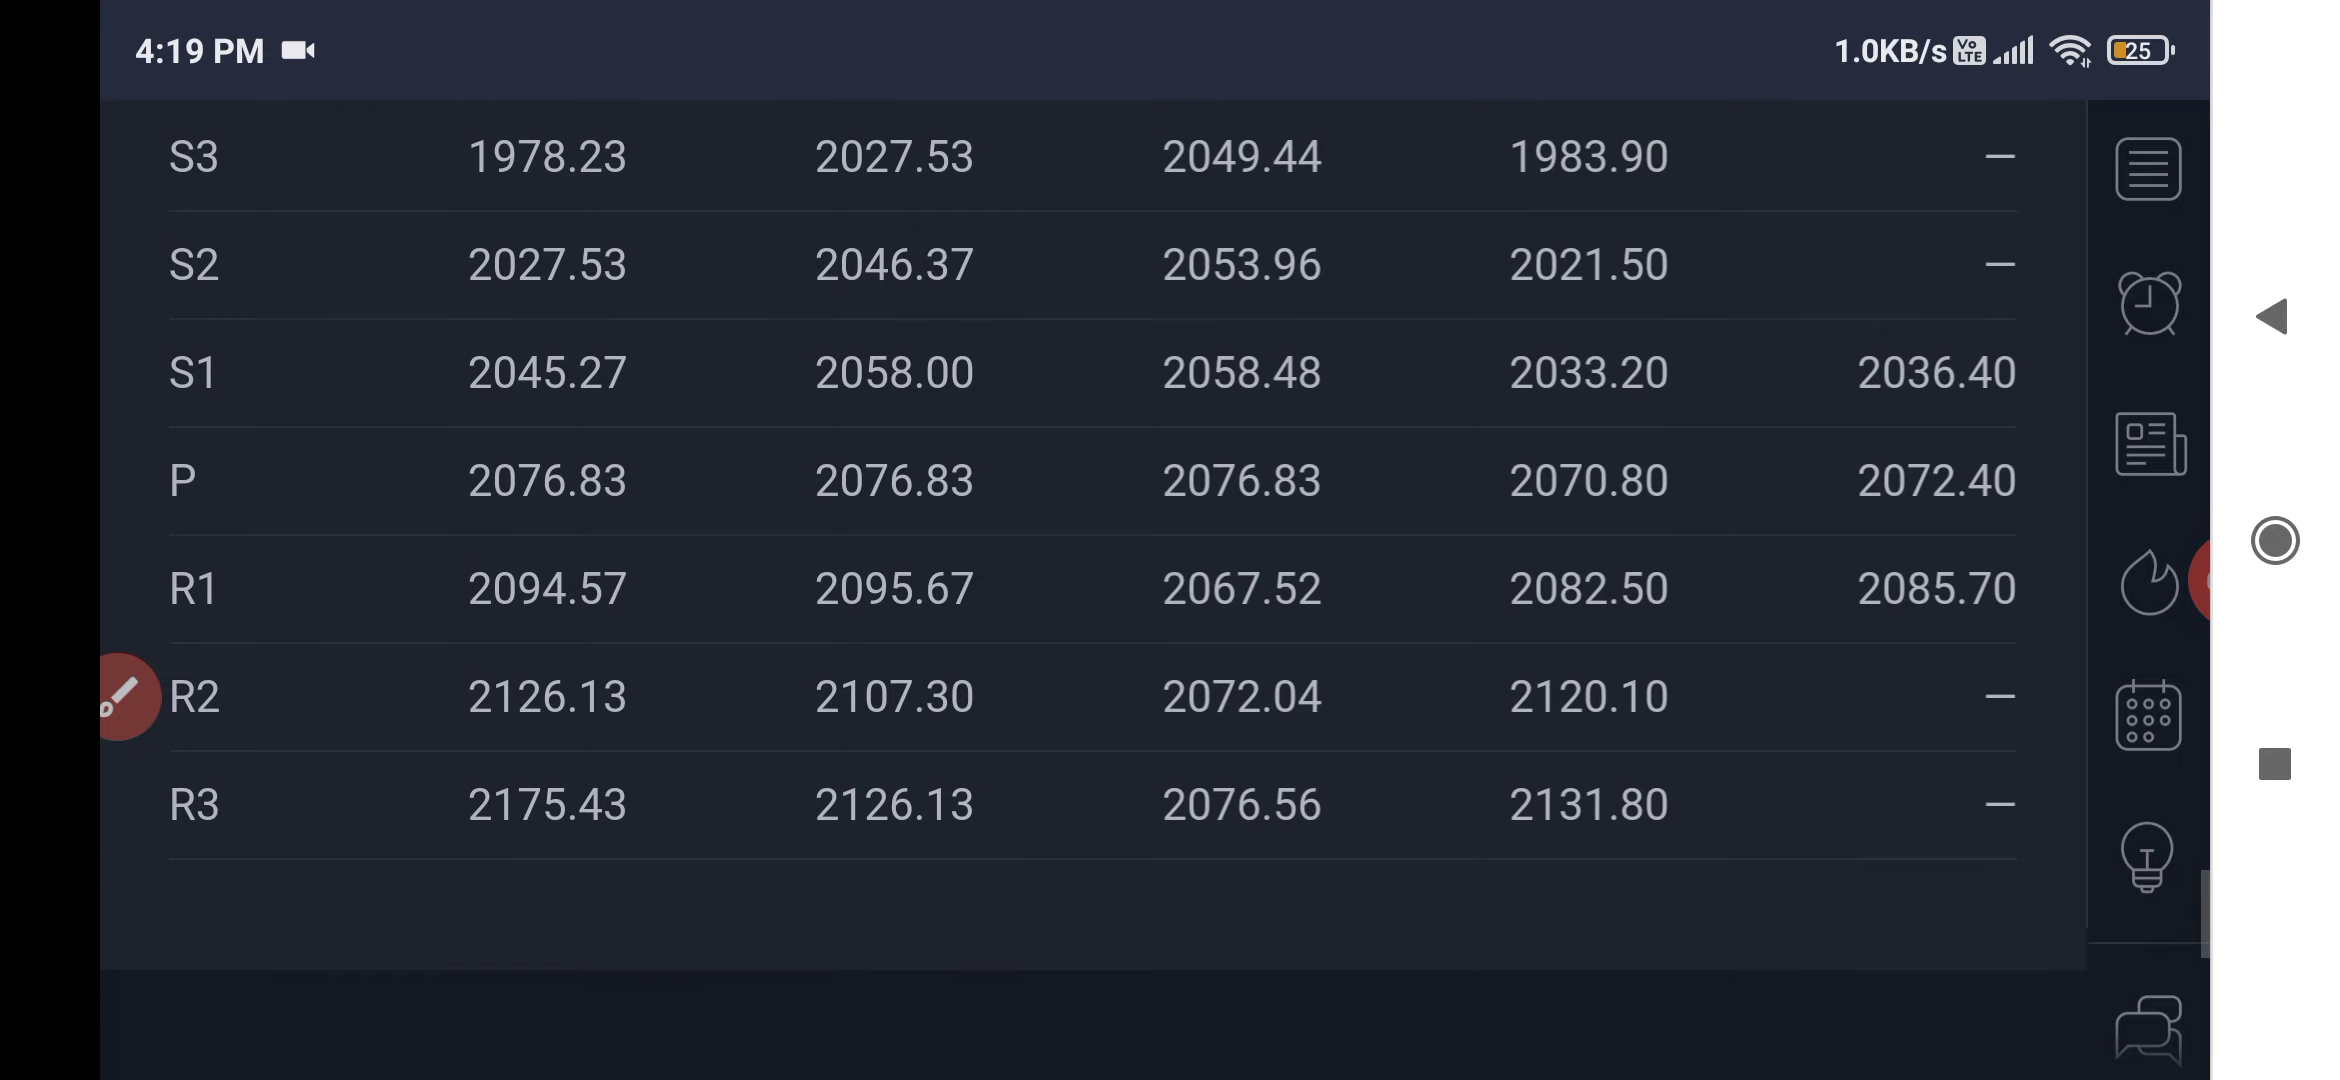 4:19 PM 1.0KB/s Vo LTE 25
S3 1978.23 2027.53 2049.44 1983.90 —
S2 2027.53 2046.37 2053.96 2021.50 —
S1 2045.27 2058.00 2058.48 2033.20 2036.40
P 2076.83 2076.83 2076.83 2070.80 2072.40
R1 2094.57 2095.67 2067.52 2082.50 2085.70
R2 2126.13 2107.30 2072.04 2120.10 —
R3 2175.43 2126.13 2076.56 2131.80 —